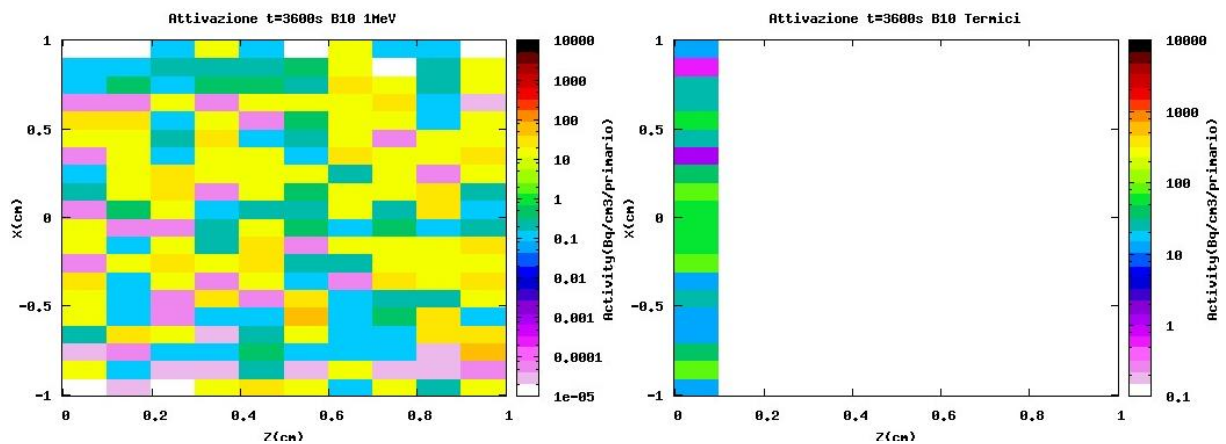 Attivazione t=3600s B10 1MeV
1
0.5
0
-0.5
-1
X(cm)
0 0.2 0.4 0.6 0.8 1
Z(cm)
10000
1000
100
10
1
0.1
0.01
0.001
0.0001
1e-05
Activity(Bq/cm3/primario)
Attivazione t=3600s B10 Termici
1
0.5
0
-0.5
-1
X(cm)
0 0.2 0.4 0.6 0.8 1
Z(cm)
10000
1000
100
10
1
0.1
Activity(Bq/cm3/primario)